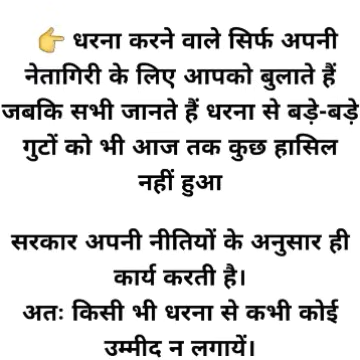 👉 धरना करने वाले सिर्फ अपनी
नेतागिरी के लिए आपको बुलाते हैं
जबकि सभी जानते हैं धरना से बड़े-बड़े
गुटों को भी आज तक कुछ हासिल
नहीं हुआ
सरकार अपनी नीतियों के अनुसार ही
कार्य करती है।
अतः किसी भी धरना से कभी कोई
उम्मीद न लगायें।